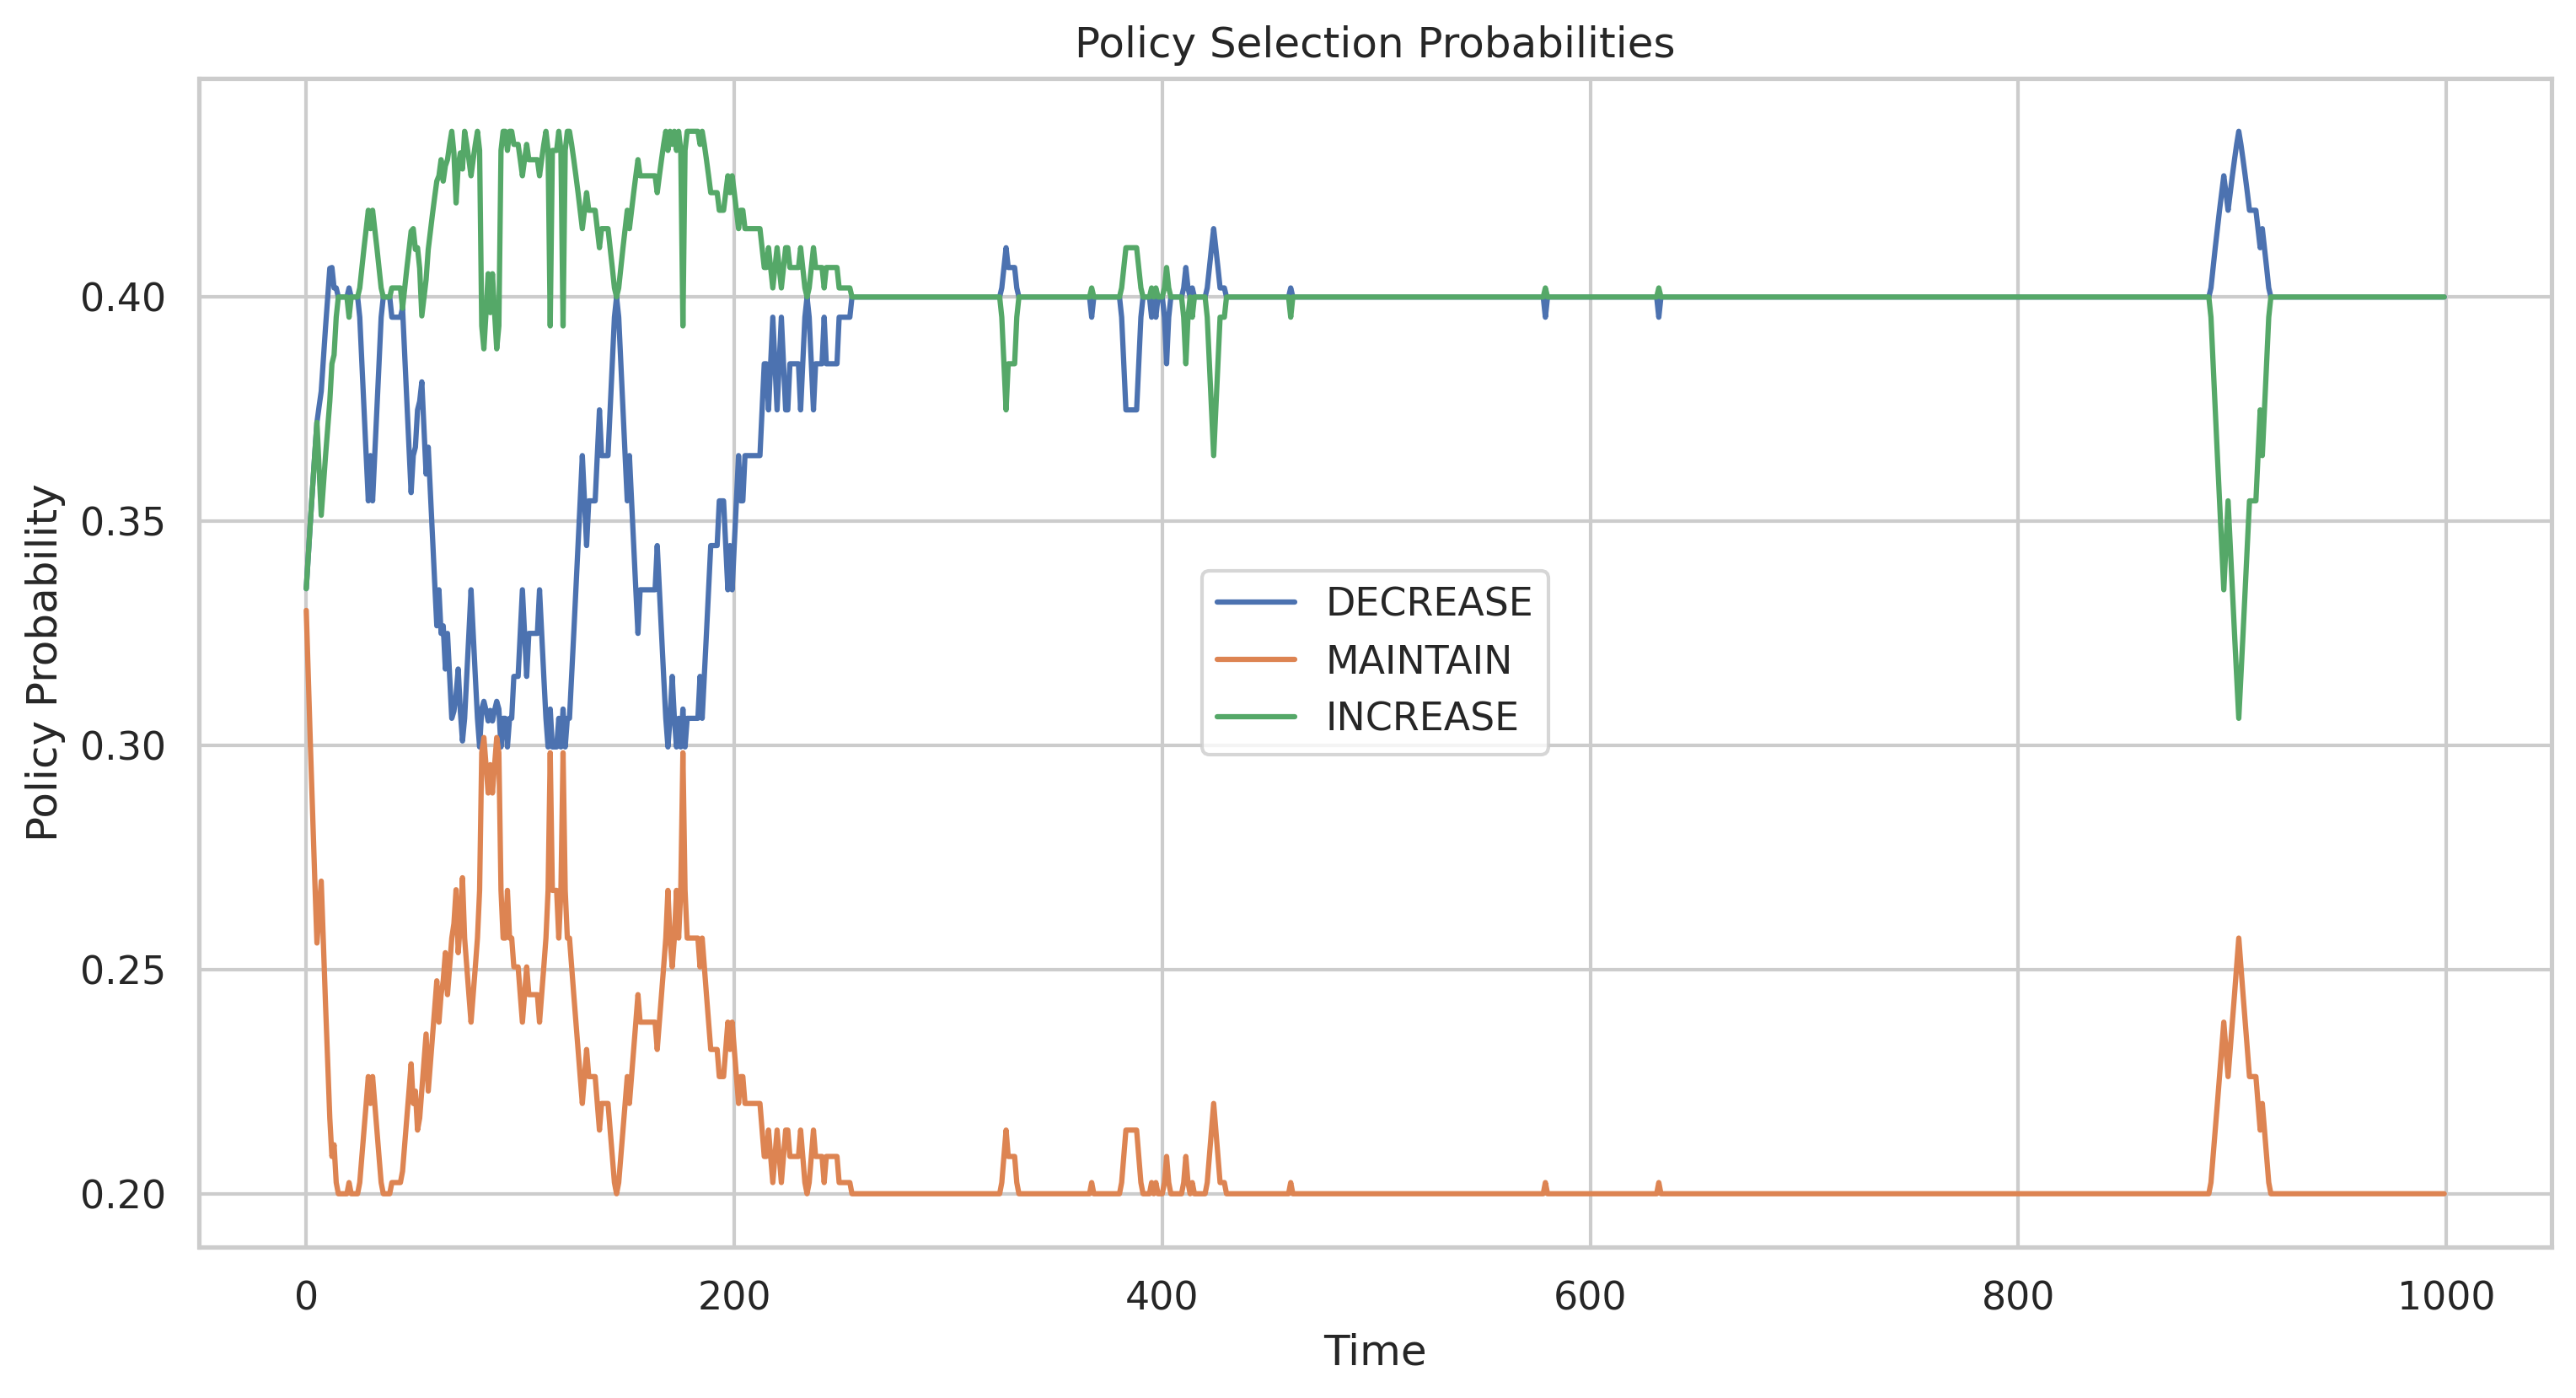 Policy Selection Probabilities
Policy Probability
0.40
0.35
0.30
0.25
0.20
DECREASE
MAINTAIN
INCREASE
0 200 400 600 800 1000
Time